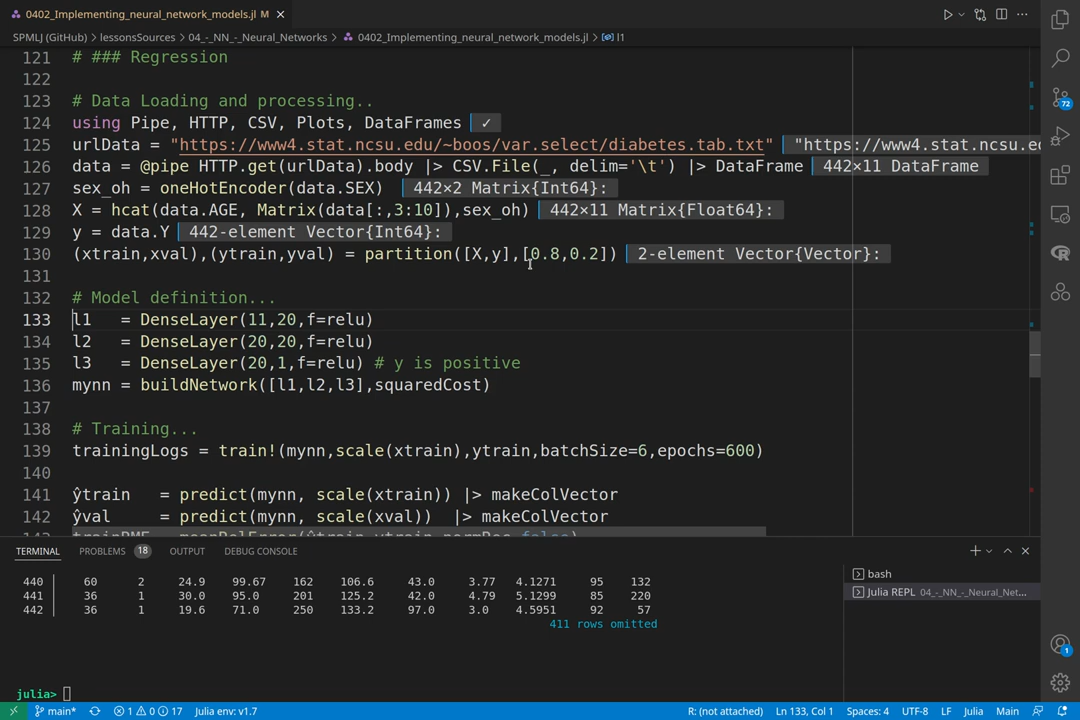 0402_Implementing_neural_network_models.jl M
SPMLJ (GitHub) > lessonsSources > 04_-_NN_-_Neural_Networks > 0402_Implementing_neural_network_models.jl > l1
121 # ### Regression
122
123 # Data Loading and processing..
124 using Pipe, HTTP, CSV, Plots, DataFrames ✓
125 urlData = "https://www4.stat.ncsu.edu/~boos/var.select/diabetes.tab.txt" "https://www4.stat.ncsu.ed
126 data = @pipe HTTP.get(urlData).body |> CSV.File(_, delim='\t') |> DataFrame 442×11 DataFrame
127 sex_oh = oneHotEncoder(data.SEX) 442×2 Matrix{Int64}:
128 X = hcat(data.AGE, Matrix(data[:,3:10]),sex_oh) 442×11 Matrix{Float64}:
129 y = data.Y 442-element Vector{Int64}:
130 (xtrain,xval),(ytrain,yval) = partition([X,y],[0.8,0.2]) 2-element Vector{Vector}:
131
132 # Model definition...
133 l1 = DenseLayer(11,20,f=relu)
134 l2 = DenseLayer(20,20,f=relu)
135 l3 = DenseLayer(20,1,f=relu) # y is positive
136 mynn = buildNetwork([l1,l2,l3],squaredCost)
137
138 # Training...
139 trainingLogs = train!(mynn,scale(xtrain),ytrain,batchSize=6,epochs=600)
140
141 ŷtrain = predict(mynn, scale(xtrain)) |> makeColVector
142 ŷval = predict(mynn, scale(xval)) |> makeColVector
72
TERMINAL PROBLEMS 18 OUTPUT DEBUG CONSOLE
440 60 2 24.9 99.67 162 106.6 43.0 3.77 4.1271 95 132
441 36 1 30.0 95.0 201 125.2 42.0 4.79 5.1299 85 220
442 36 1 19.6 71.0 250 133.2 97.0 3.0 4.5951 92 57
411 rows omitted
julia>
bash
Julia REPL 04_-_NN_-_Neural_Net...
1
main* 1 0 17 Julia env: v1.7 R: (not attached) Ln 133, Col 1 Spaces: 4 UTF-8 LF Julia Main